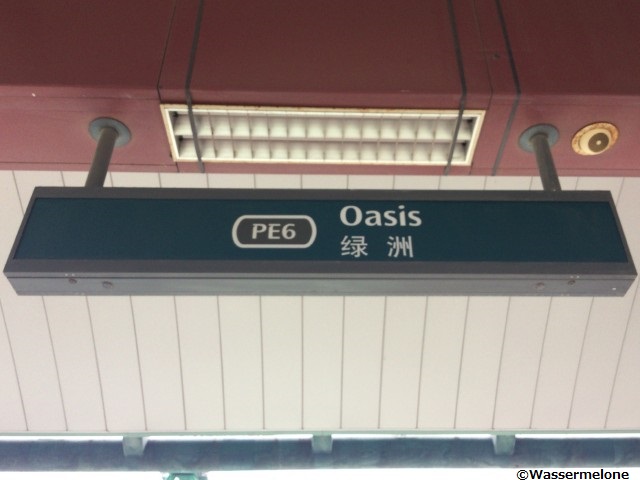 PE6
Oasis
绿洲
©Wassermelone